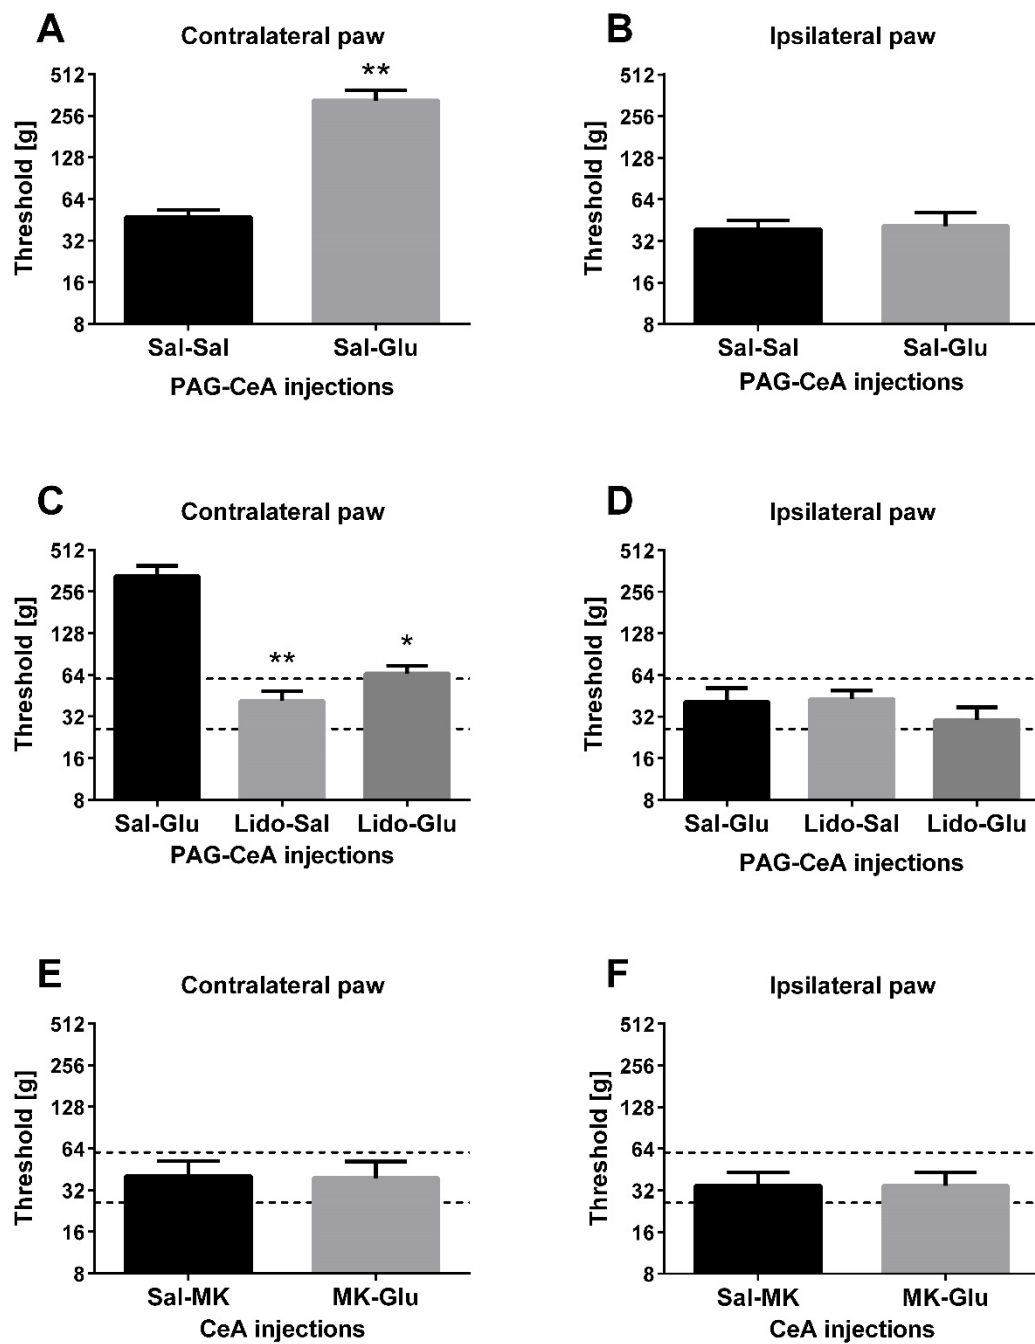 A
Contralateral paw
**
512
256
128
64
32
16
8
Threshold [g]
Sal-Sal Sal-Glu
PAG-CeA injections
B
Ipsilateral paw
512
256
128
64
32
16
8
Threshold [g]
Sal-Sal Sal-Glu
PAG-CeA injections
C
Contralateral paw
512
256
128
64
32
16
8
Threshold [g]
** *
Sal-Glu Lido-Sal Lido-Glu
PAG-CeA injections
D
Ipsilateral paw
512
256
128
64
32
16
8
Threshold [g]
Sal-Glu Lido-Sal Lido-Glu
PAG-CeA injections
E
Contralateral paw
512
256
128
64
32
16
8
Threshold [g]
Sal-MK MK-Glu
CeA injections
F
Ipsilateral paw
512
256
128
64
32
16
8
Threshold [g]
Sal-MK MK-Glu
CeA injections